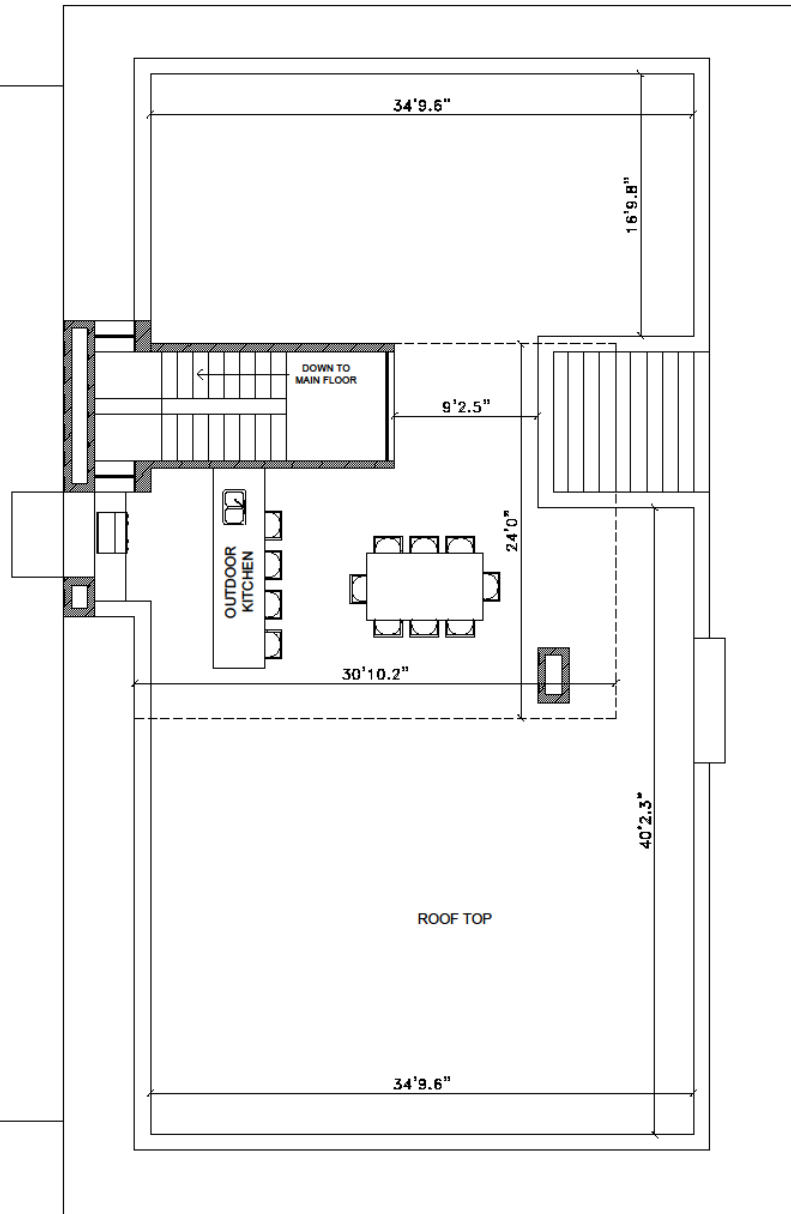 34'9.6"
16'9.8"
DOWN TO
MAIN FLOOR
9'2.5"
24'0"
OUTDOOR
KITCHEN
30'10.2"
40'2.3"
ROOF TOP
34'9.6"